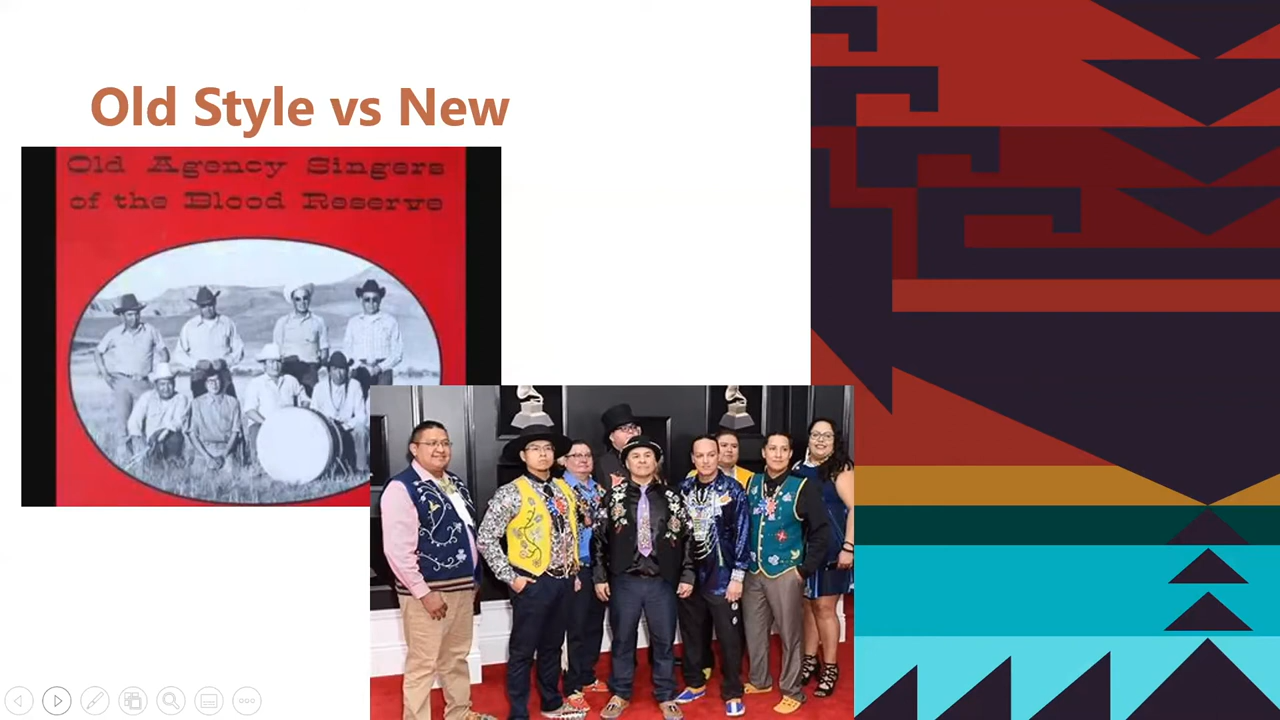 Old Style vs New
Old Agency Singers
of the Blood Reserve